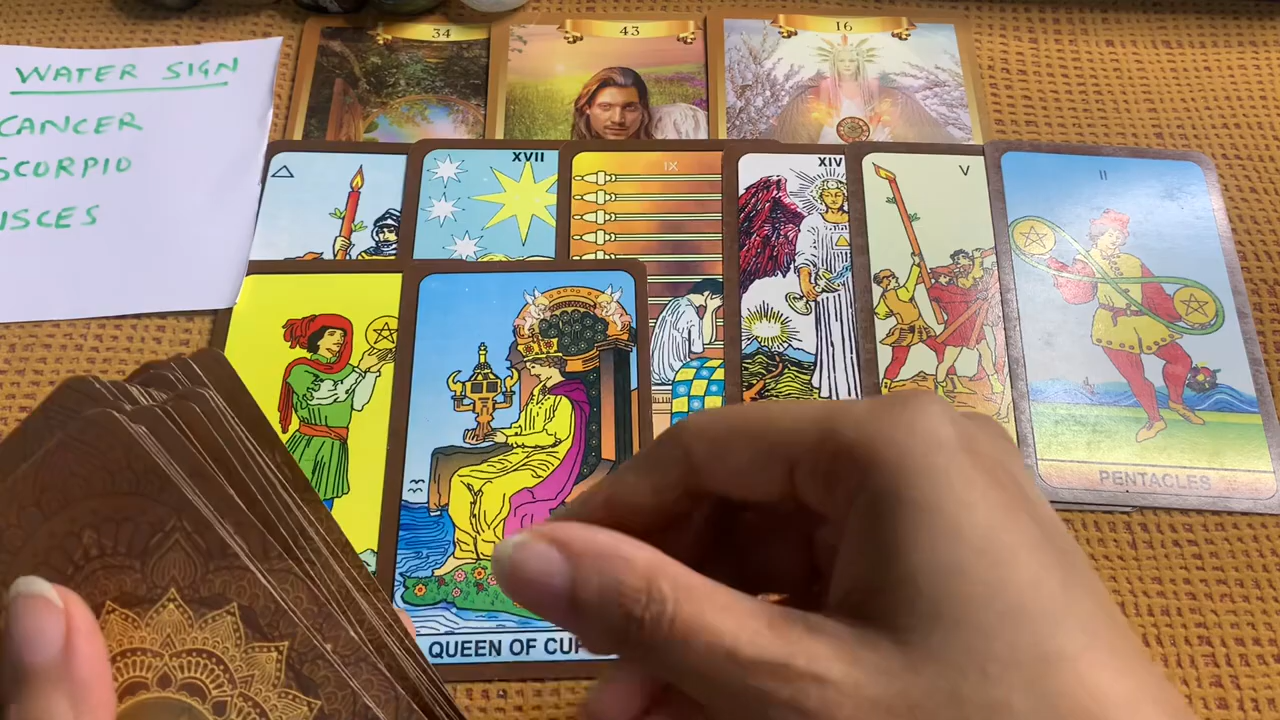 WATER SIGN
CANCER
SCORPIO
ISCES
34
43
16
XVII
IX
XIV
V
II
PENTACLES
QUEEN OF CUP